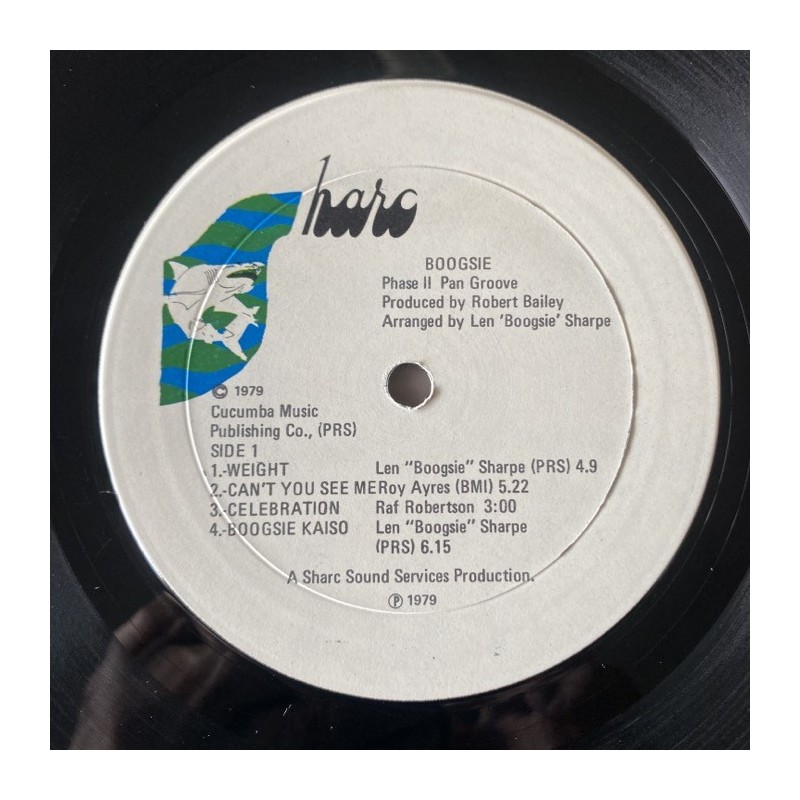 harc
BOOGSIE
Phase II Pan Groove
Produced by Robert Bailey
Arranged by Len 'Boogsie' Sharpe
© 1979
Cucumba Music
Publishing Co., (PRS)
SIDE 1
1.-WEIGHT Len "Boogsie" Sharpe (PRS) 4.9
2.-CAN'T YOU SEE ME Roy Ayres (BMI) 5.22
3.-CELEBRATION Raf Robertson 3:00
4.-BOOGSIE KAISO Len "Boogsie" Sharpe
(PRS) 6.15
A Sharc Sound Services Production.
℗ 1979